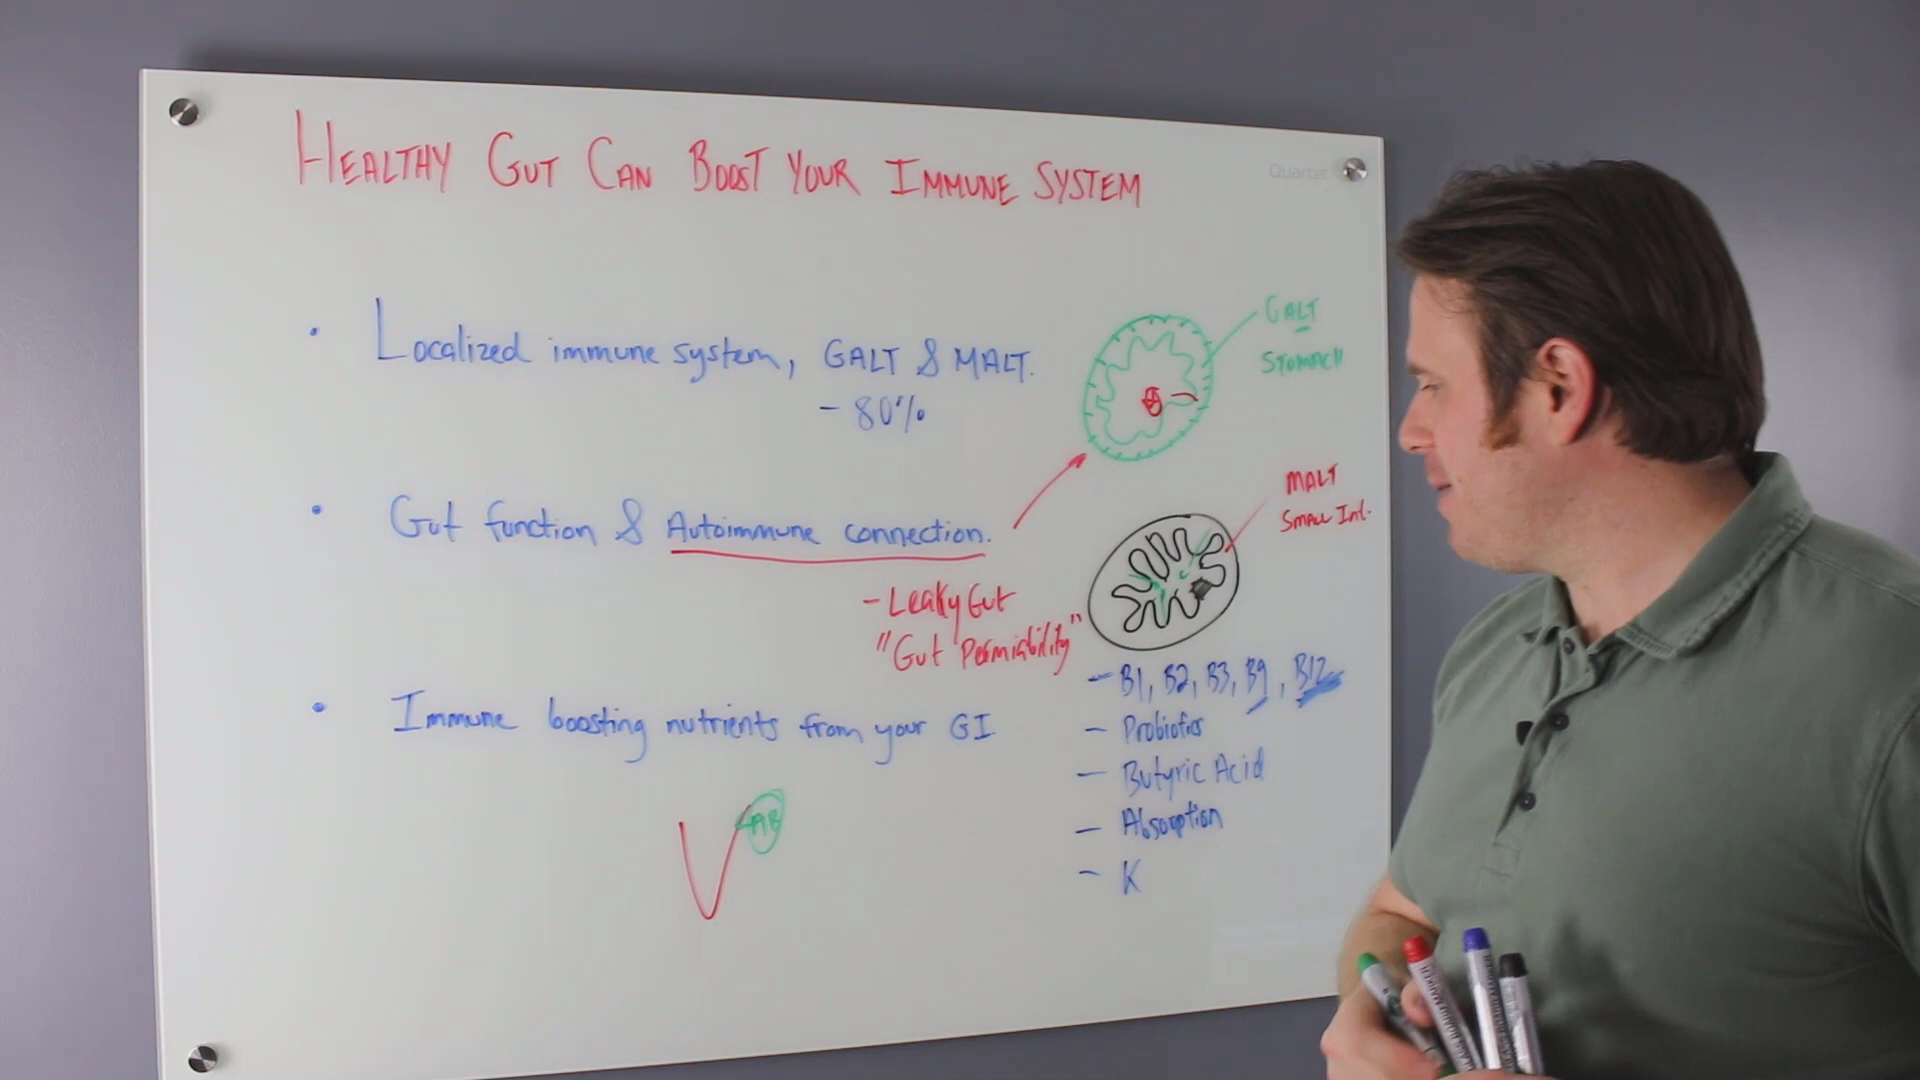 HEALTHY GUT CAN BOOST YOUR IMMUNE SYSTEM
Quartet
• Localized immune system, GALT & MALT.
- 80%
GALT
STOMACH
• Gut function & Autoimmune connection.
MALT
SMALL Int.
- Leaky Gut
"Gut Permiability"
• Immune boosting nutrients from your GI
- B1, B2, B3, B9, B12
- Probiotics
- Butyric Acid
- Absorption
- K
AB